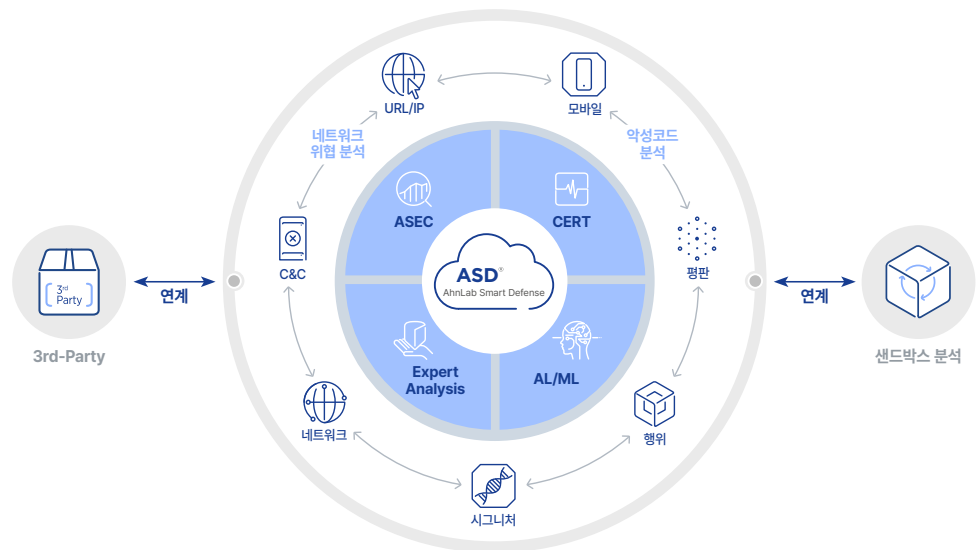 URL/IP
모바일
네트워크
위협 분석
악성코드
분석
ASEC
CERT
C&C
평판
ASD®
AhnLab Smart Defense
3rd
Party
연계
연계
3rd-Party
샌드박스 분석
Expert
Analysis
AL/ML
네트워크
행위
시그니처